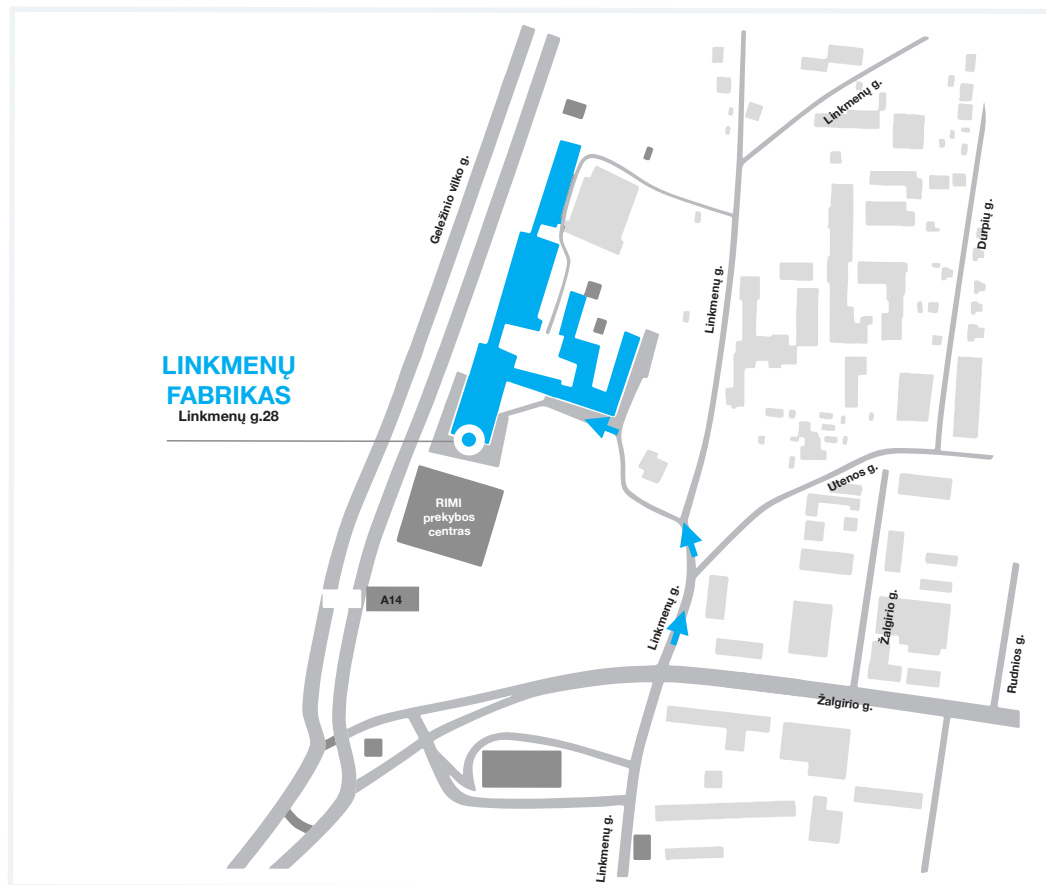 Linkmenų g.
Geležinio vilko g.
Durpių g.
Linkmenų g.
LINKMENŲ
FABRIKAS
Linkmenų g.28
Utenos g.
RIMI
prekybos
centras
A14
Linkmenų g.
Žalgirio g.
Rudnios g.
Žalgirio g.
Linkmenų g.